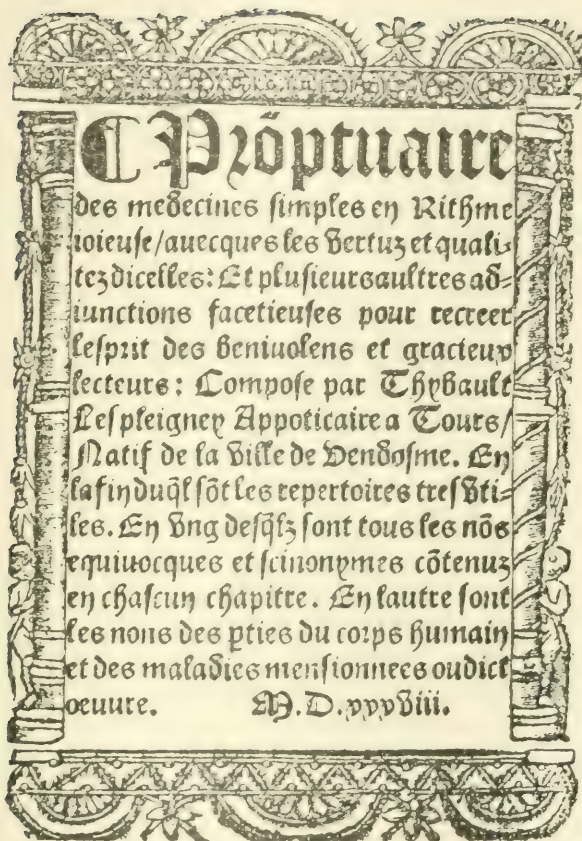 ¶ Prõptuaire
des medecines simples en Rithme
ioieuse/auecques les vertuz et quali-
tez dicelles: Et plusieurs aultres ad-
iunctions facetieuses pour recreer
lesprit des beniuolens et gracieux
lecteurs: Compose par Thybault
Lespleigney Appoticaire a Tours/
Natif de la ville de Vendosme. En
la fin duq̃l sõt les repertoires tres vti-
les. En vng desq̃lz sont tous les nõs
equiuocques et scinonymes cõtenuz
en chascun chapitre. En lautre sont
les nons des pties du corps humain
et des maladies mensionnees oudict
oeuure. M.D.xxxviii.